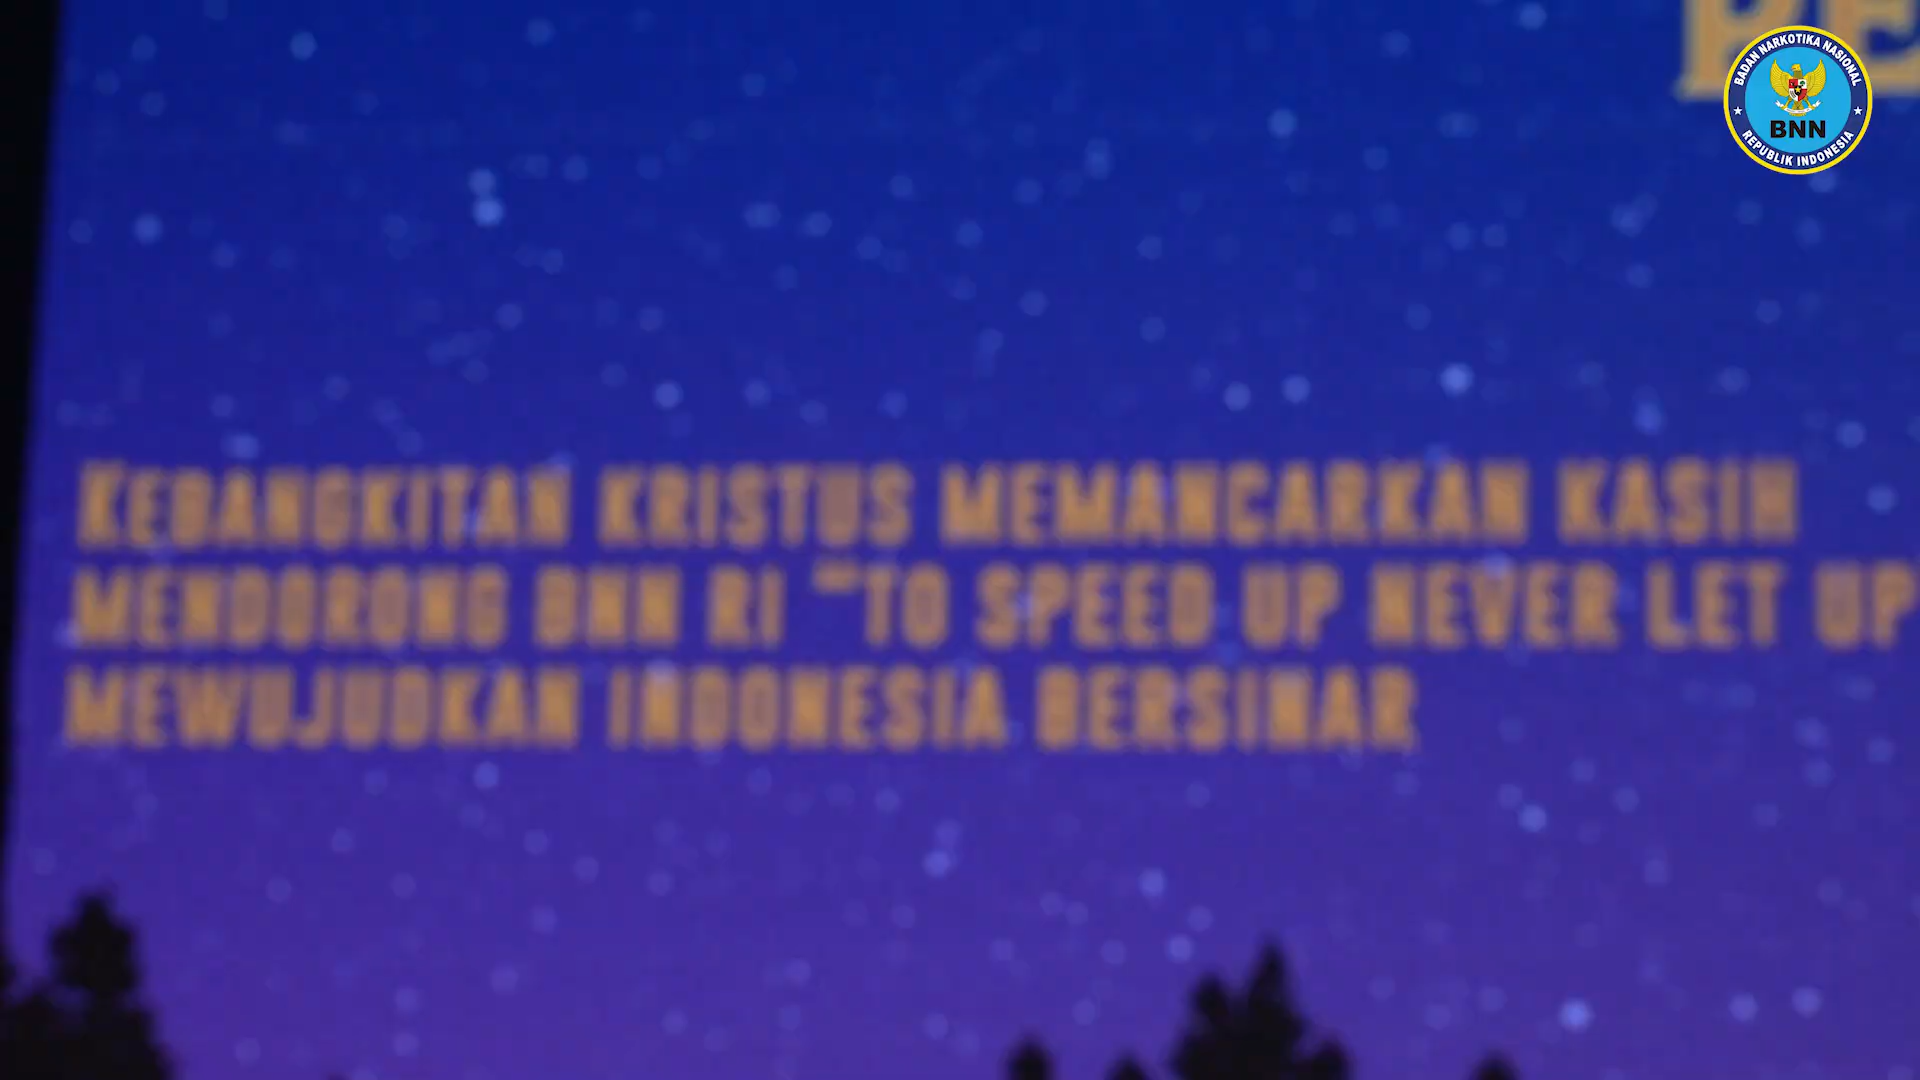 PE
BADAN NARKOTIKA NASIONAL
BNN
REPUBLIK INDONESIA
KEBANGKITAN KRISTUS MEMANCARKAN KASIH
MENDORONG BNN RI "TO SPEED UP NEVER LET UP
MEWUJUDKAN INDONESIA BERSINAR